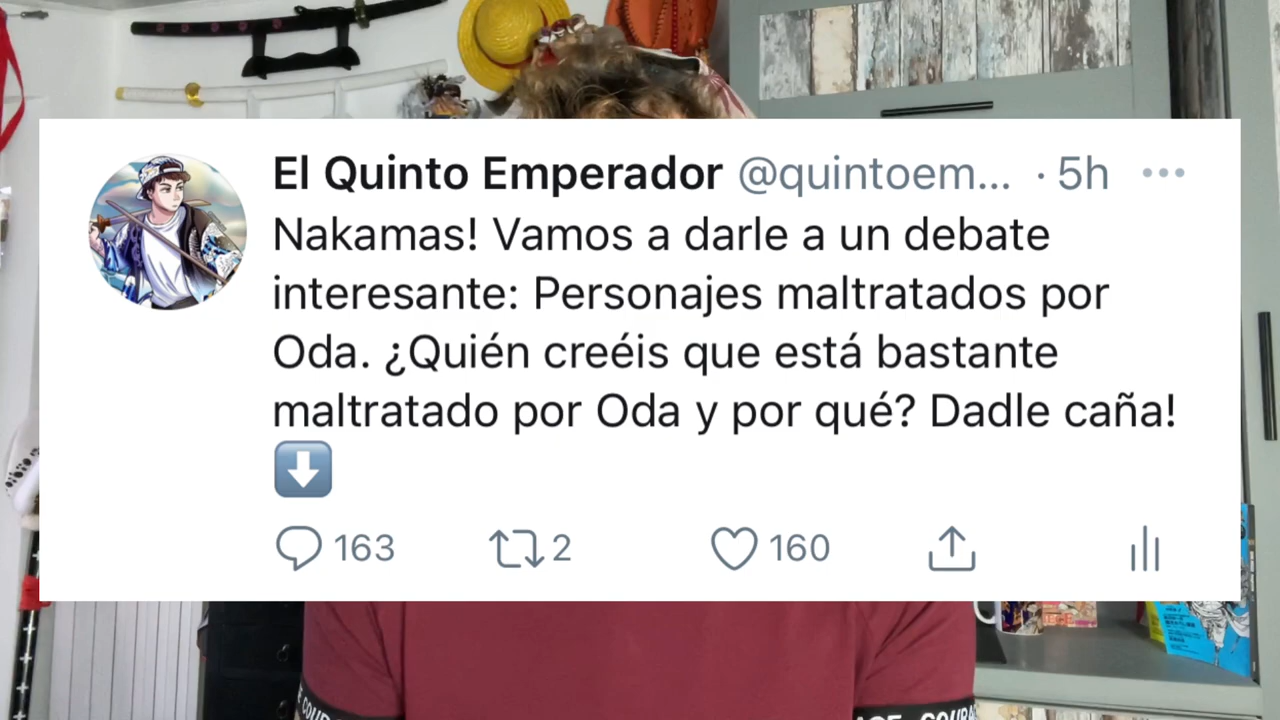 El Quinto Emperador @quintoem... · 5h
Nakamas! Vamos a darle a un debate
interesante: Personajes maltratados por
Oda. ¿Quién creéis que está bastante
maltratado por Oda y por qué? Dadle caña!
163 2 160